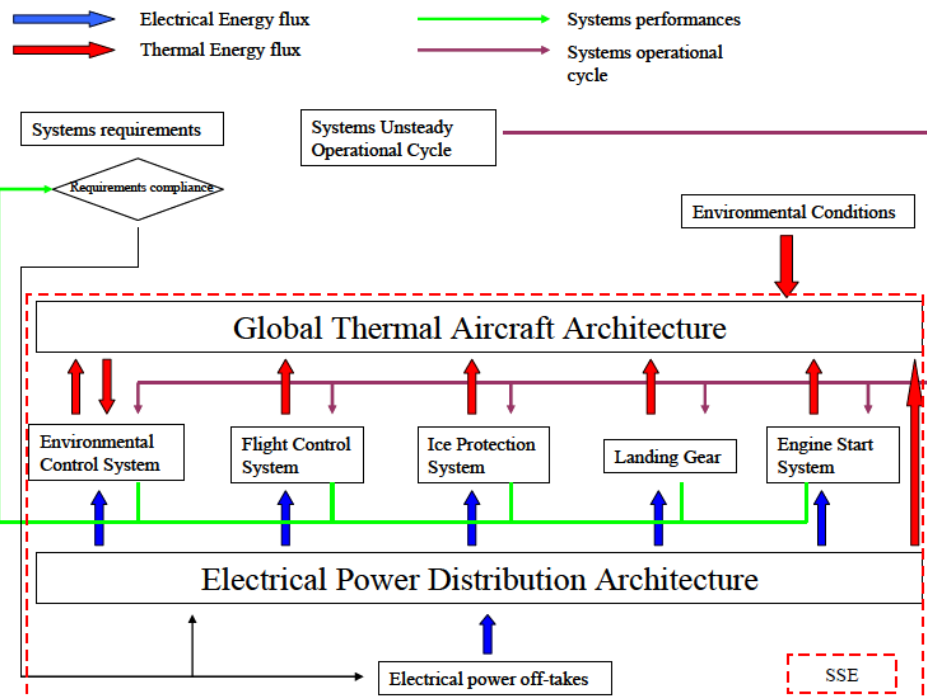 Electrical Energy flux
Systems performances
Thermal Energy flux
Systems operational
cycle
Systems requirements
Systems Unsteady
Operational Cycle
Requirements compliance
Environmental Conditions
Global Thermal Aircraft Architecture
Environmental
Control System
Flight Control
System
Ice Protection
System
Landing Gear
Engine Start
System
Electrical Power Distribution Architecture
Electrical power off-takes
SSE